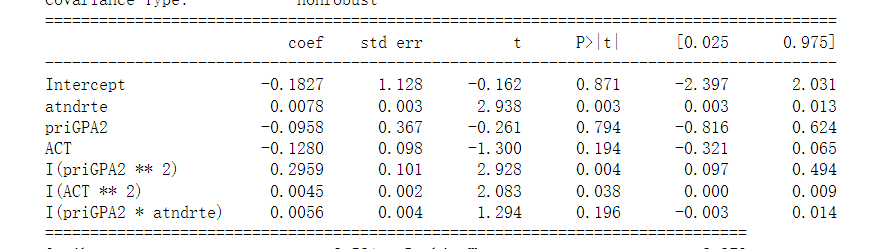 Covariance Type: nonrobust
==============================================================================
coef std err t P>|t| [0.025 0.975]
------------------------------------------------------------------------------
Intercept -0.1827 1.128 -0.162 0.871 -2.397 2.031
atndrte 0.0078 0.003 2.938 0.003 0.003 0.013
priGPA2 -0.0958 0.367 -0.261 0.794 -0.816 0.624
ACT -0.1280 0.098 -1.300 0.194 -0.321 0.065
I(priGPA2 ** 2) 0.2959 0.101 2.928 0.004 0.097 0.494
I(ACT ** 2) 0.0045 0.002 2.083 0.038 0.000 0.009
I(priGPA2 * atndrte) 0.0056 0.004 1.294 0.196 -0.003 0.014
==============================================================================